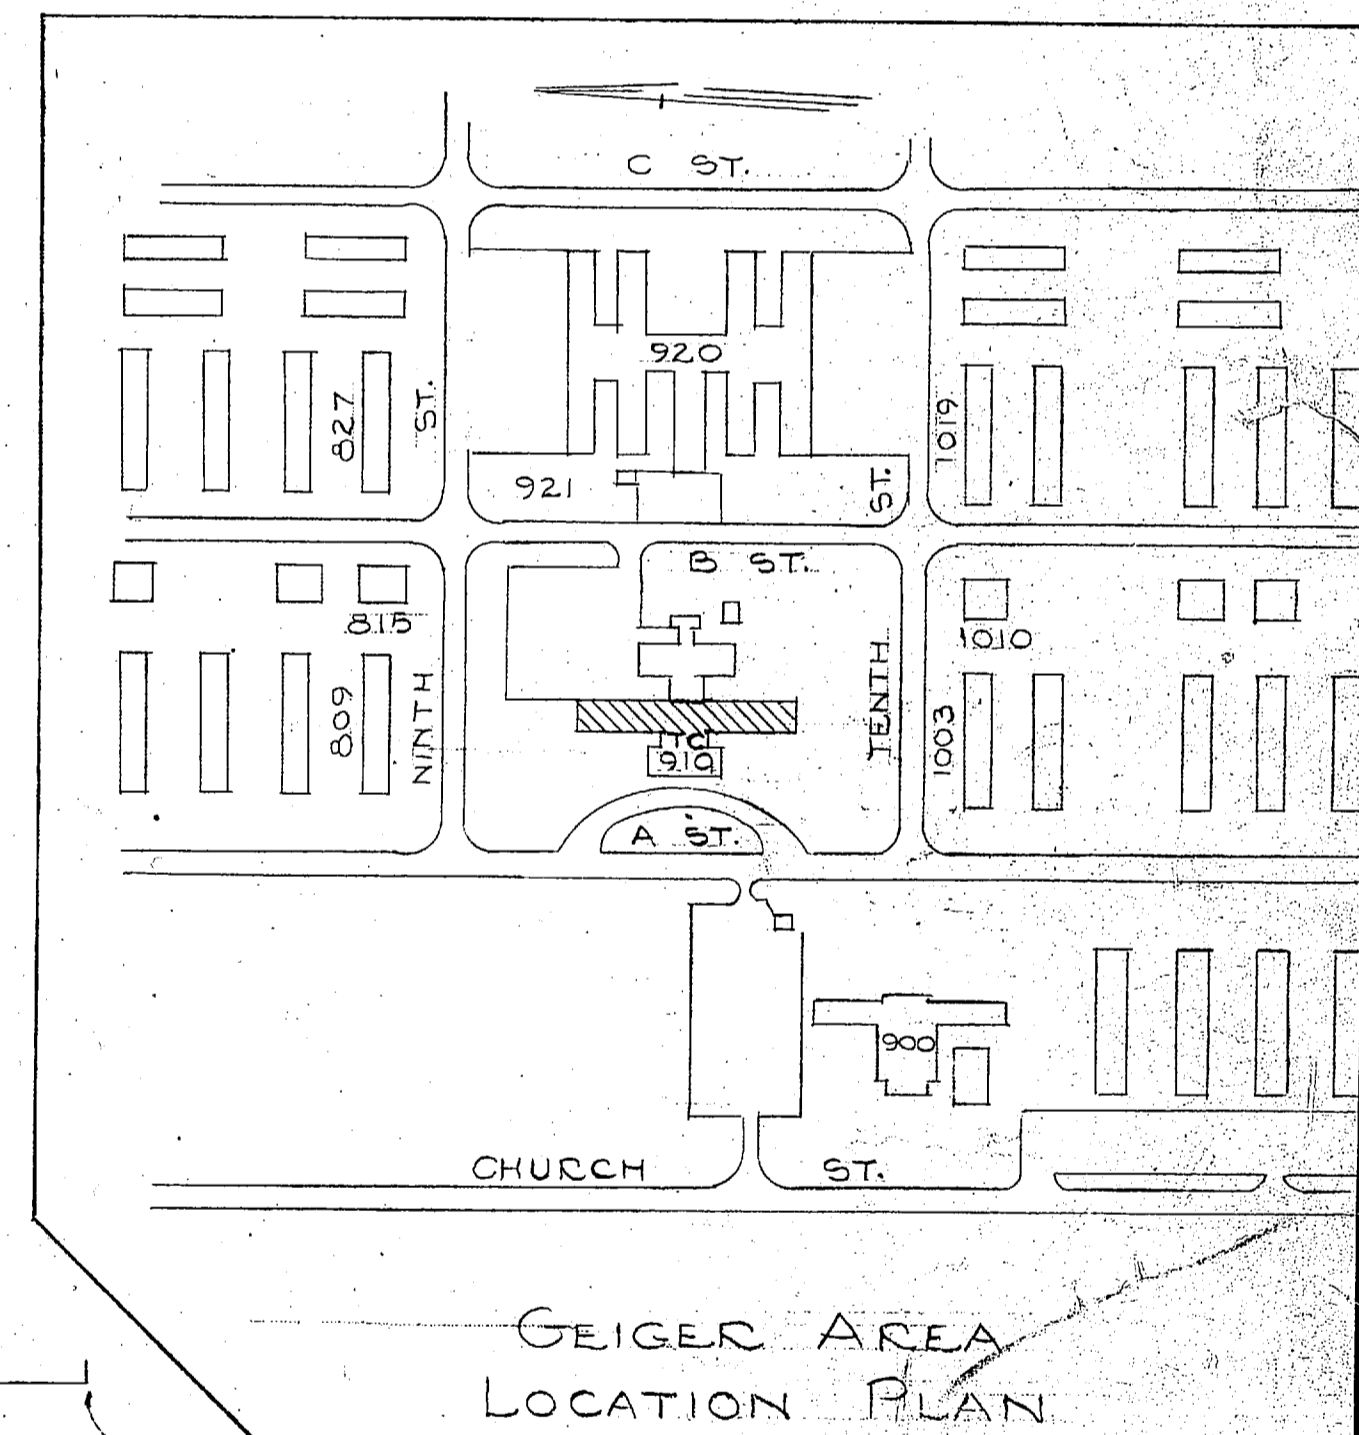 C ST.
920
827
ST.
1019
921
ST.
B ST.
815
1010
809
NINTH
TENTH
1003
TC
910
A ST.
900
CHURCH ST.
GEIGER AREA
LOCATION PLAN